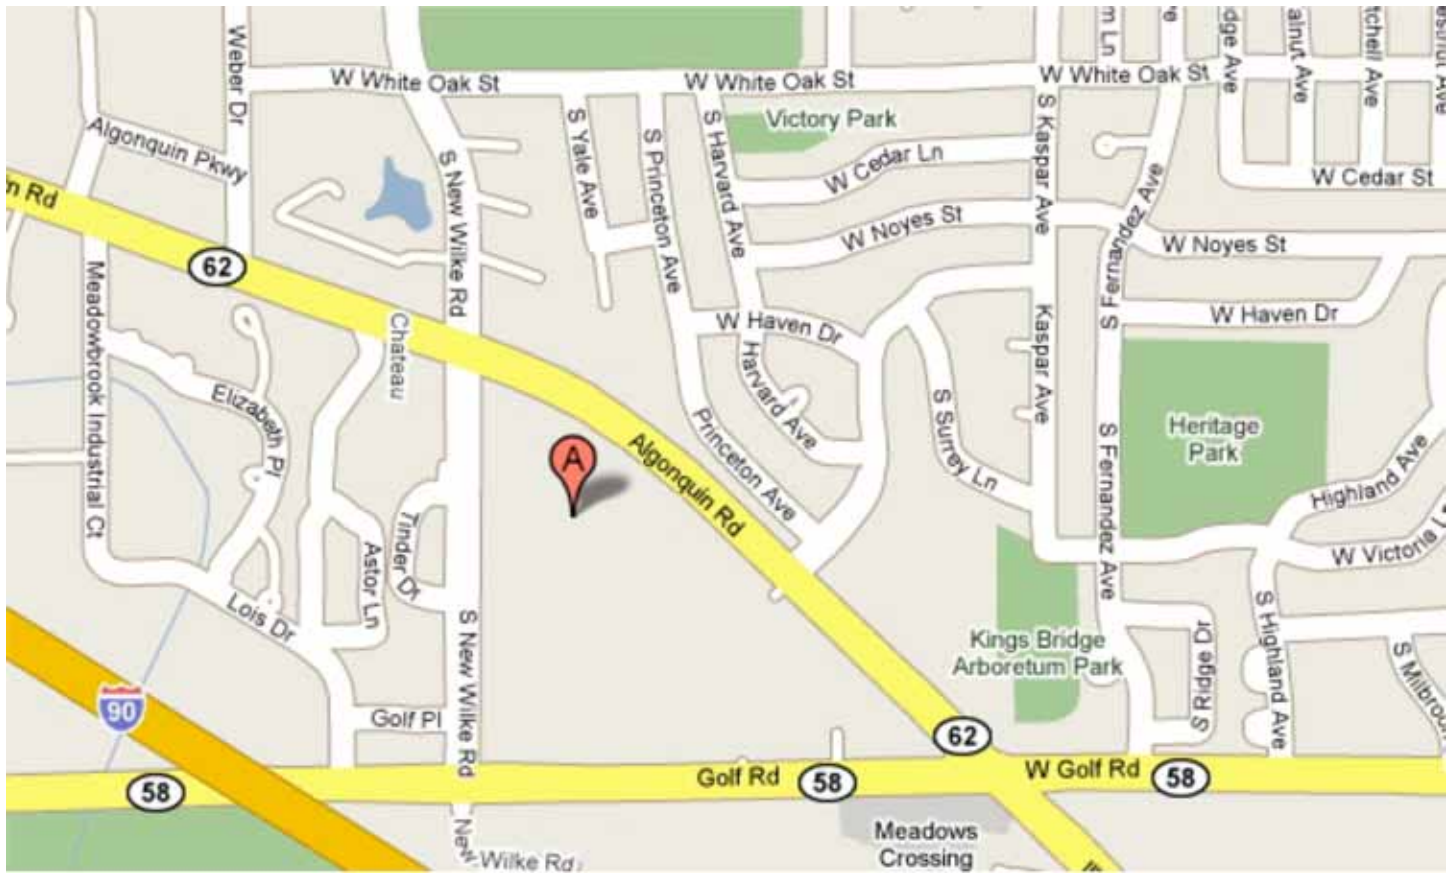 Weber Dr
m Ln
W White Oak St
W White Oak St
W White Oak St
Victory Park
Algonquin Pkwy
S New Wilke Rd
S Yale Ave
S Princeton Ave
S Harvard Ave
W Cedar Ln
S Kaspar Ave
S Fernandez Ave
W Cedar St
W Noyes St
W Noyes St
62
Meadowbrook Industrial Ct
Chateau
W Haven Dr
W Haven Dr
Harvard Ave
Kaspar Ave
Elizabeth Pl
Princeton Ave
S Surrey Ln
S Fernandez Ave
Heritage
Park
Highland Ave
A
Algonquin Rd
Tinder Dr
Astor Ln
Lois Dr
W Victoria L
S New Wilke Rd
Kings Bridge
Arboretum Park
S Ridge Dr
S Highland Ave
90
Golf Pl
62
58
Golf Rd
58
W Golf Rd
58
New Wilke Rd
Meadows
Crossing